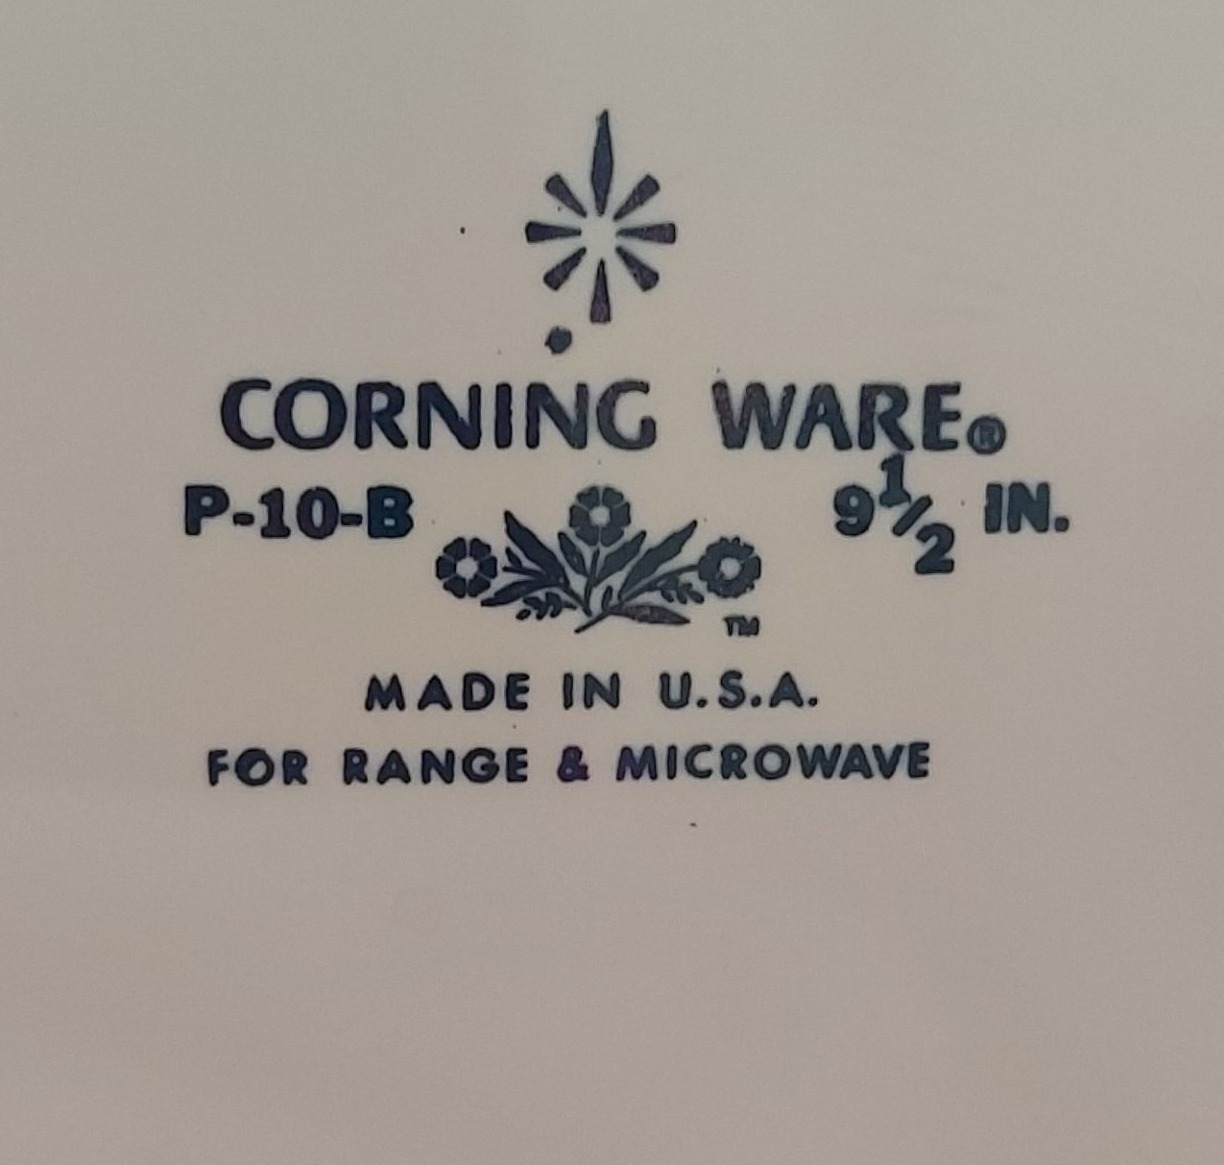 CORNING WARE®
P-10-B 9 1/2 IN.
TM
MADE IN U.S.A.
FOR RANGE & MICROWAVE